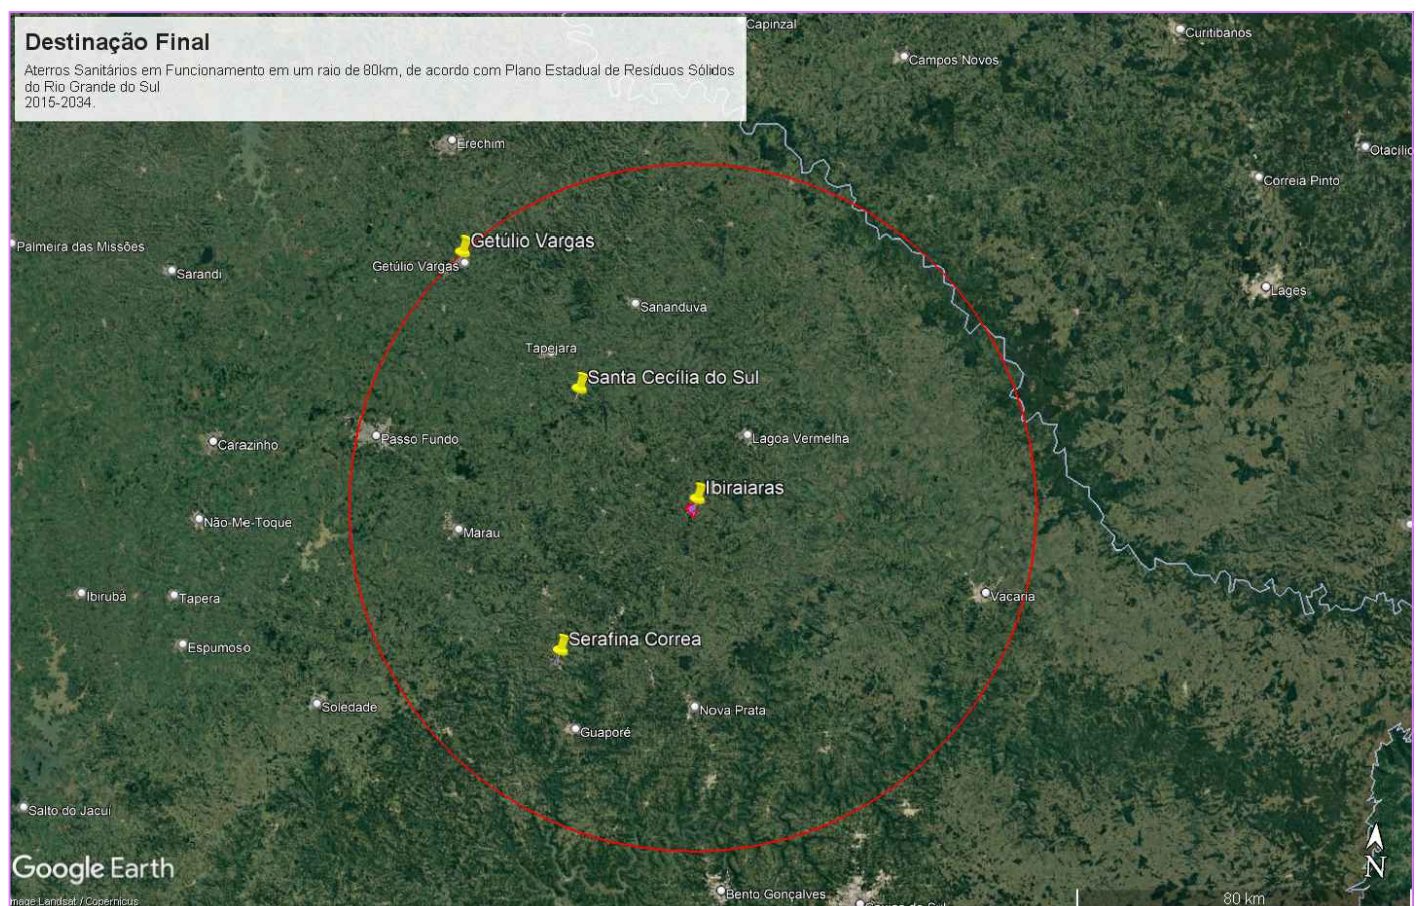 Destinação Final
Aterros Sanitários em Funcionamento em um raio de 80km, de acordo com Plano Estadual de Resíduos Sólidos
do Rio Grande do Sul
2015-2034.
Capinzal
Curitibanos
Campos Novos
Erechim
Otacílio
Correia Pinto
Palmeira das Missões
Getúlio Vargas
Getúlio Vargas
Sarandi
Lages
Sananduva
Tapejara
Santa Cecília do Sul
Carazinho
Passo Fundo
Lagoa Vermelha
Ibiraiaras
Não-Me-Toque
Marau
Ibirubá
Tapera
Vacaria
Espumoso
Serafina Correa
Soledade
Nova Prata
Guaporé
Salto do Jacuí
N
Google Earth
Bento Gonçalves
80 km
Image Landsat / Copernicus